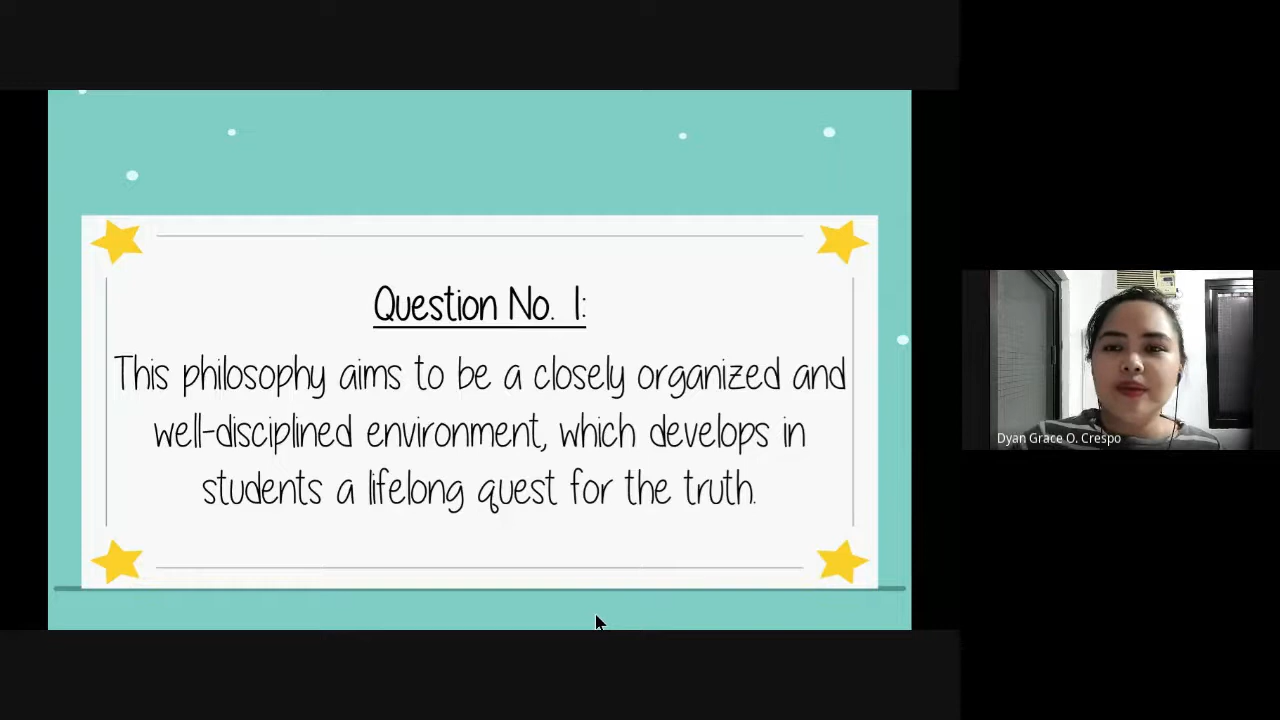 Question No. 1:
This philosophy aims to be a closely organized and
well-disciplined environment, which develops in
students a lifelong quest for the truth.
Dyan Grace O. Crespo